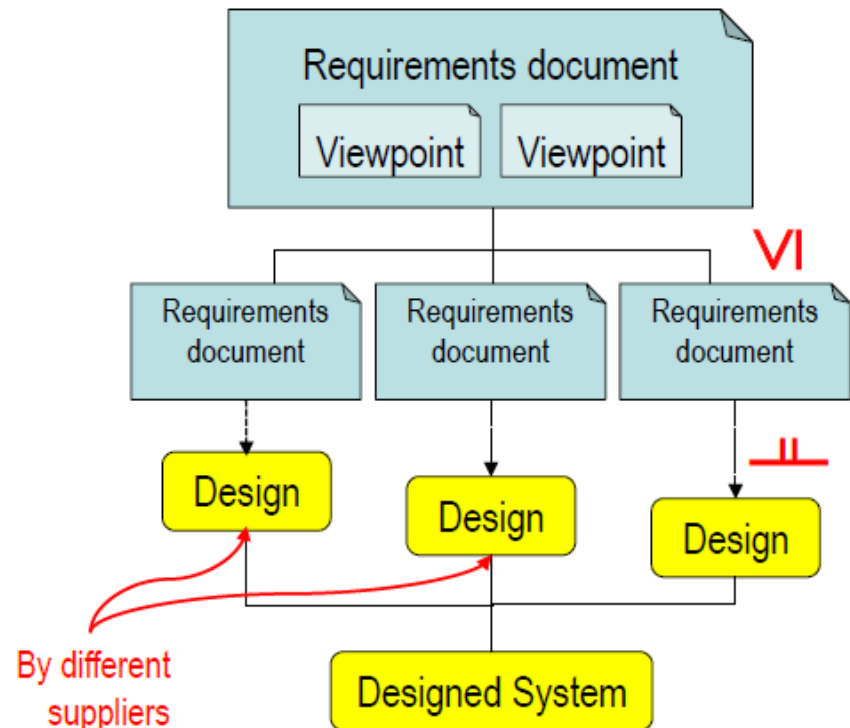 Requirements document
Viewpoint Viewpoint
Requirements document
Requirements document
Requirements document
Design
Design
Design
By different
suppliers
Designed System